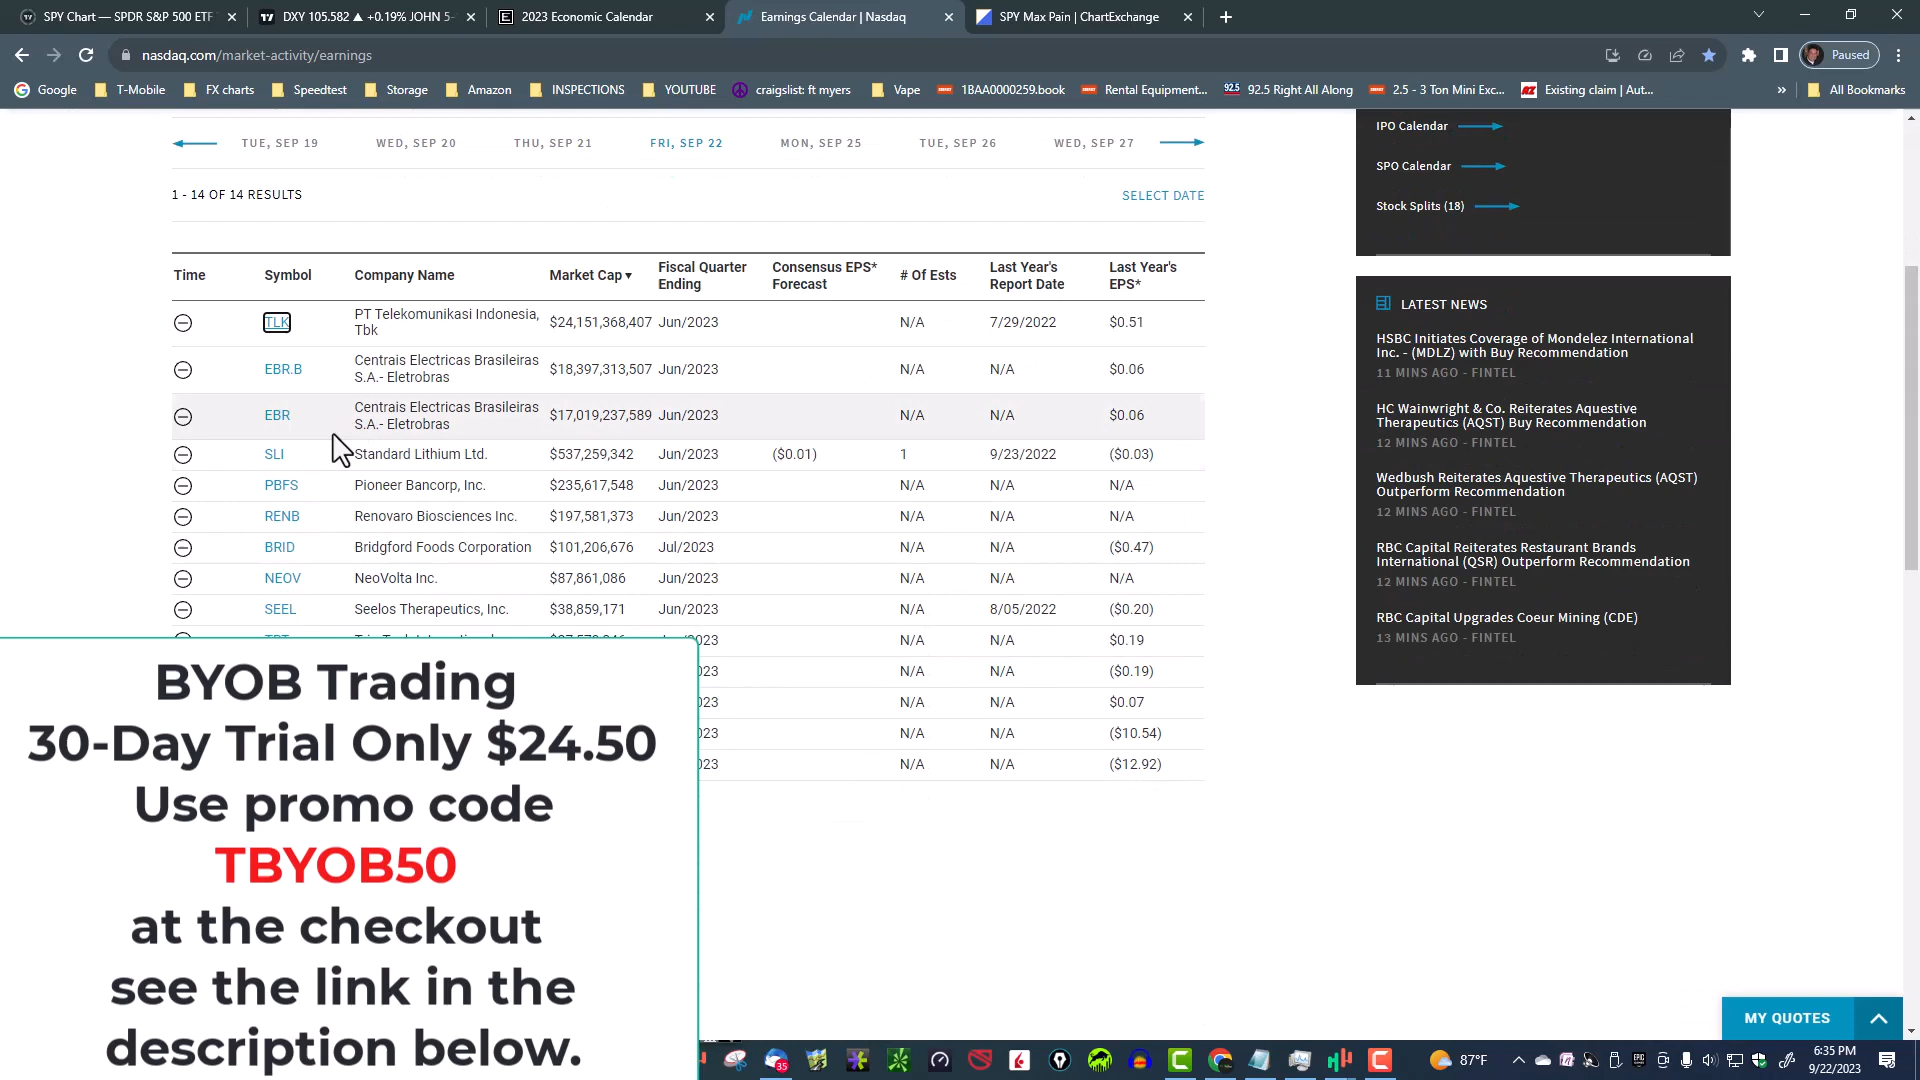 SPY Chart — SPDR S&P 500 ETF
DXY 105.582 ▲ +0.19% JOHN 5-
2023 Economic Calendar
Earnings Calendar | Nasdaq
SPY Max Pain | ChartExchange
nasdaq.com/market-activity/earnings
Paused
Google
T-Mobile
FX charts
Speedtest
Storage
Amazon
INSPECTIONS
YOUTUBE
craigslist: ft myers
Vape
1BAA0000259.book
Rental Equipment...
92.5 Right All Along
2.5 - 3 Ton Mini Exc...
Existing claim | Aut...
All Bookmarks
TUE, SEP 19
WED, SEP 20
THU, SEP 21
FRI, SEP 22
MON, SEP 25
TUE, SEP 26
WED, SEP 27
1 - 14 OF 14 RESULTS
SELECT DATE
Time Symbol Company Name Market Cap ▾ Fiscal Quarter Ending Consensus EPS* Forecast # Of Ests Last Year's Report Date Last Year's EPS*
TLK PT Telekomunikasi Indonesia, Tbk $24,151,368,407 Jun/2023 N/A 7/29/2022 $0.51
EBR.B Centrais Electricas Brasileiras S.A.- Eletrobras $18,397,313,507 Jun/2023 N/A N/A $0.06
EBR Centrais Electricas Brasileiras S.A.- Eletrobras $17,019,237,589 Jun/2023 N/A N/A $0.06
SLI Standard Lithium Ltd. $537,259,342 Jun/2023 ($0.01) 1 9/23/2022 ($0.03)
PBFS Pioneer Bancorp, Inc. $235,617,548 Jun/2023 N/A N/A N/A
RENB Renovaro Biosciences Inc. $197,581,373 Jun/2023 N/A N/A N/A
BRID Bridgford Foods Corporation $101,206,676 Jul/2023 N/A N/A ($0.47)
NEOV NeoVolta Inc. $87,861,086 Jun/2023 N/A N/A N/A
SEEL Seelos Therapeutics, Inc. $38,859,171 Jun/2023 N/A 8/05/2022 ($0.20)
N/A N/A $0.19
N/A N/A ($0.19)
N/A N/A $0.07
N/A N/A ($10.54)
N/A N/A ($12.92)
IPO Calendar
SPO Calendar
Stock Splits (18)
LATEST NEWS
HSBC Initiates Coverage of Mondelez International
Inc. - (MDLZ) with Buy Recommendation
11 MINS AGO - FINTEL
HC Wainwright & Co. Reiterates Aquestive
Therapeutics (AQST) Buy Recommendation
12 MINS AGO - FINTEL
Wedbush Reiterates Aquestive Therapeutics (AQST)
Outperform Recommendation
12 MINS AGO - FINTEL
RBC Capital Reiterates Restaurant Brands
International (QSR) Outperform Recommendation
12 MINS AGO - FINTEL
RBC Capital Upgrades Coeur Mining (CDE)
13 MINS AGO - FINTEL
BYOB Trading
30-Day Trial Only $24.50
Use promo code
TBYOB50
at the checkout
see the link in the
description below.
MY QUOTES
35
87°F
6:35 PM
9/22/2023